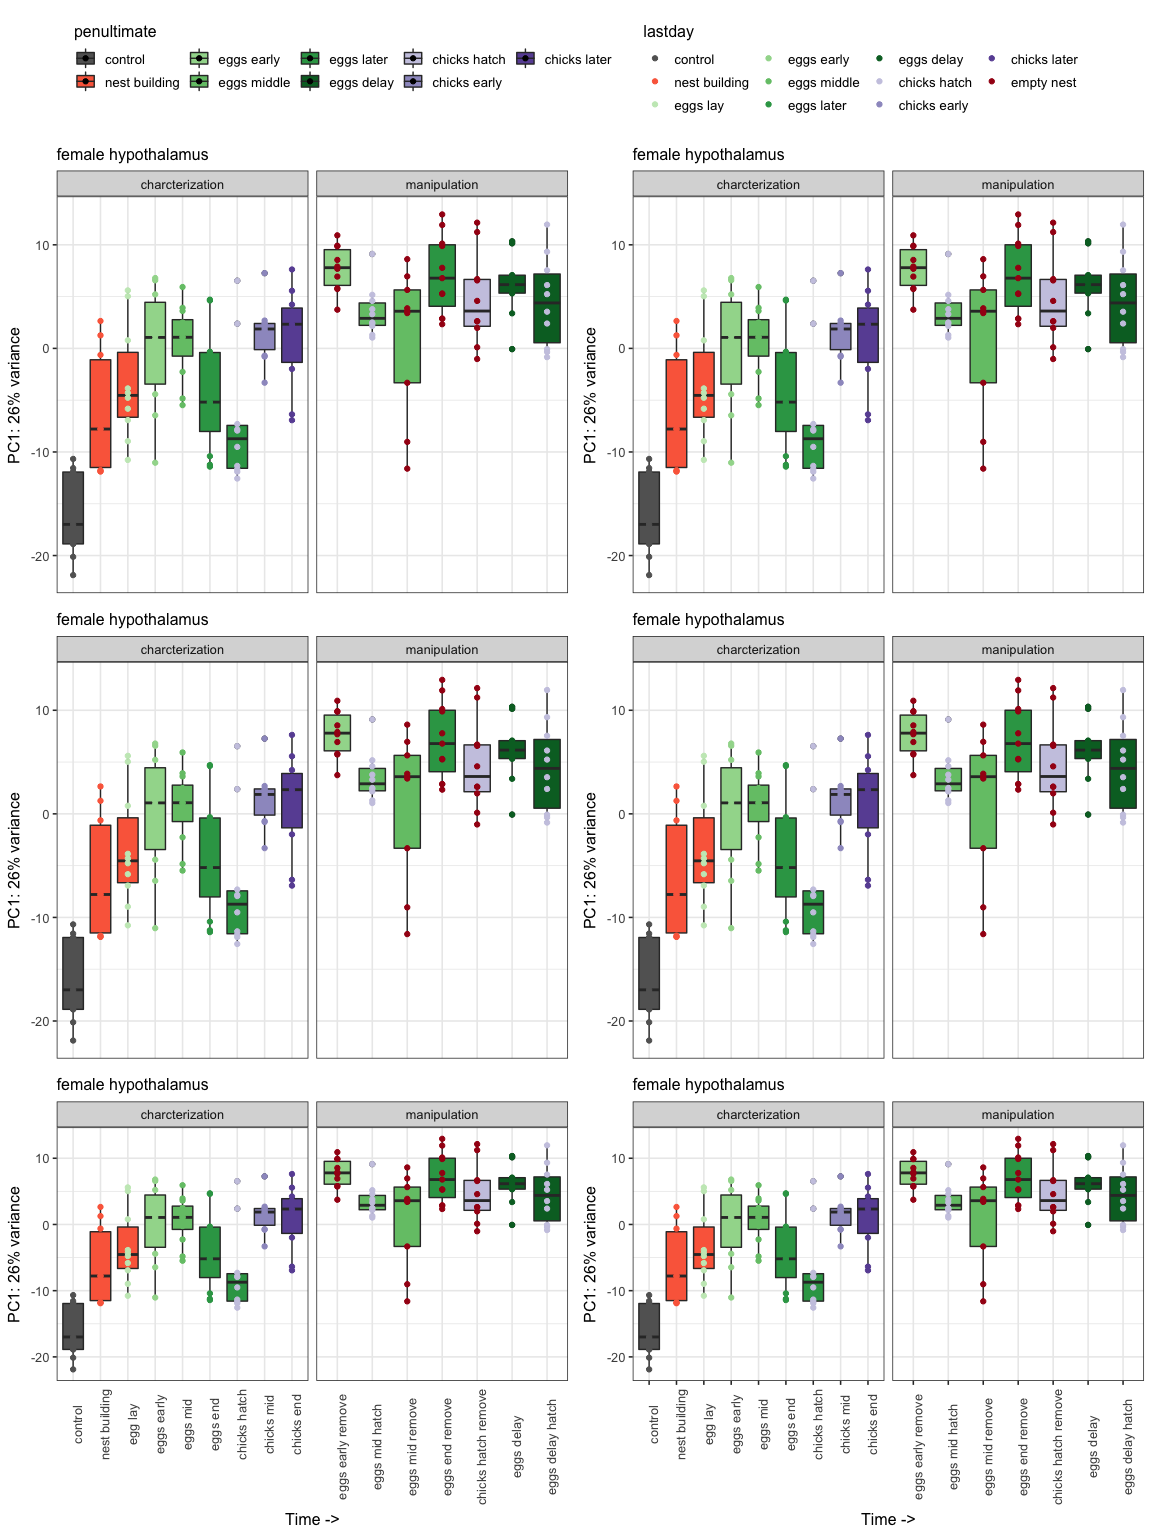 penultimate
control
eggs early
eggs later
chicks hatch
chicks later
nest building
eggs middle
eggs delay
chicks early
lastday
control
eggs early
eggs delay
chicks later
nest building
eggs middle
chicks hatch
empty nest
eggs lay
eggs later
chicks early
female hypothalamus
charcterization
manipulation
PC1: 26% variance
10
0
-10
-20
female hypothalamus
charcterization
manipulation
PC1: 26% variance
10
0
-10
-20
female hypothalamus
charcterization
manipulation
PC1: 26% variance
10
0
-10
-20
female hypothalamus
charcterization
manipulation
PC1: 26% variance
10
0
-10
-20
female hypothalamus
charcterization
manipulation
PC1: 26% variance
10
0
-10
-20
control
nest building
egg lay
eggs early
eggs mid
eggs end
chicks hatch
chicks mid
chicks end
eggs early remove
eggs mid hatch
eggs mid remove
eggs end remove
chicks hatch remove
eggs delay
eggs delay hatch
Time ->
female hypothalamus
charcterization
manipulation
PC1: 26% variance
10
0
-10
-20
control
nest building
egg lay
eggs early
eggs mid
eggs end
chicks hatch
chicks mid
chicks end
eggs early remove
eggs mid hatch
eggs mid remove
eggs end remove
chicks hatch remove
eggs delay
eggs delay hatch
Time ->